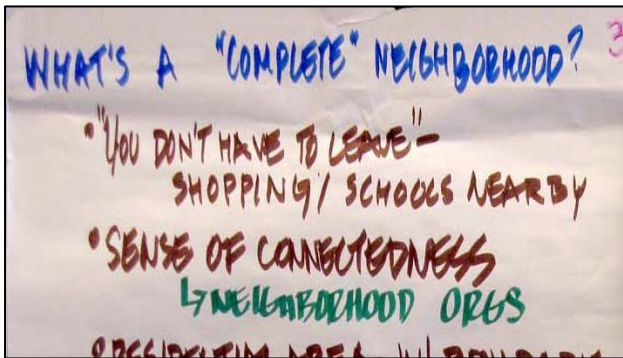 WHAT'S A "COMPLETE" NEIGHBORHOOD? 3
• "YOU DON'T HAVE TO LEAVE" –
SHOPPING / SCHOOLS NEARBY
• SENSE OF CONNECTEDNESS
↳ NEIGHBORHOOD ORGS